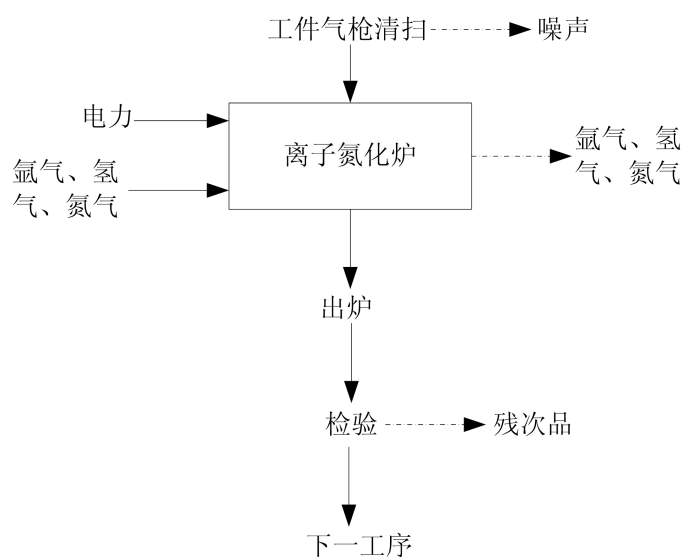 工件气枪清扫
噪声
电力
离子氮化炉
氩气、氢
气、氮气
氩气、氢
气、氮气
出炉
检验
残次品
下一工序